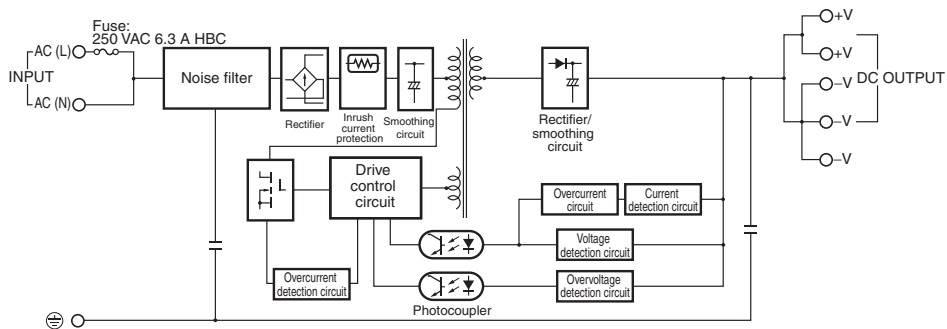 Fuse:
250 VAC 6.3 A HBC
AC (L)
INPUT
AC (N)
Noise filter
Rectifier
Inrush
current
protection
Smoothing
circuit
Rectifier/
smoothing
circuit
+V
+V
DC OUTPUT
–V
–V
–V
Drive
control
circuit
Overcurrent
circuit
Current
detection circuit
Voltage
detection circuit
Overcurrent
detection circuit
Overvoltage
detection circuit
Photocoupler